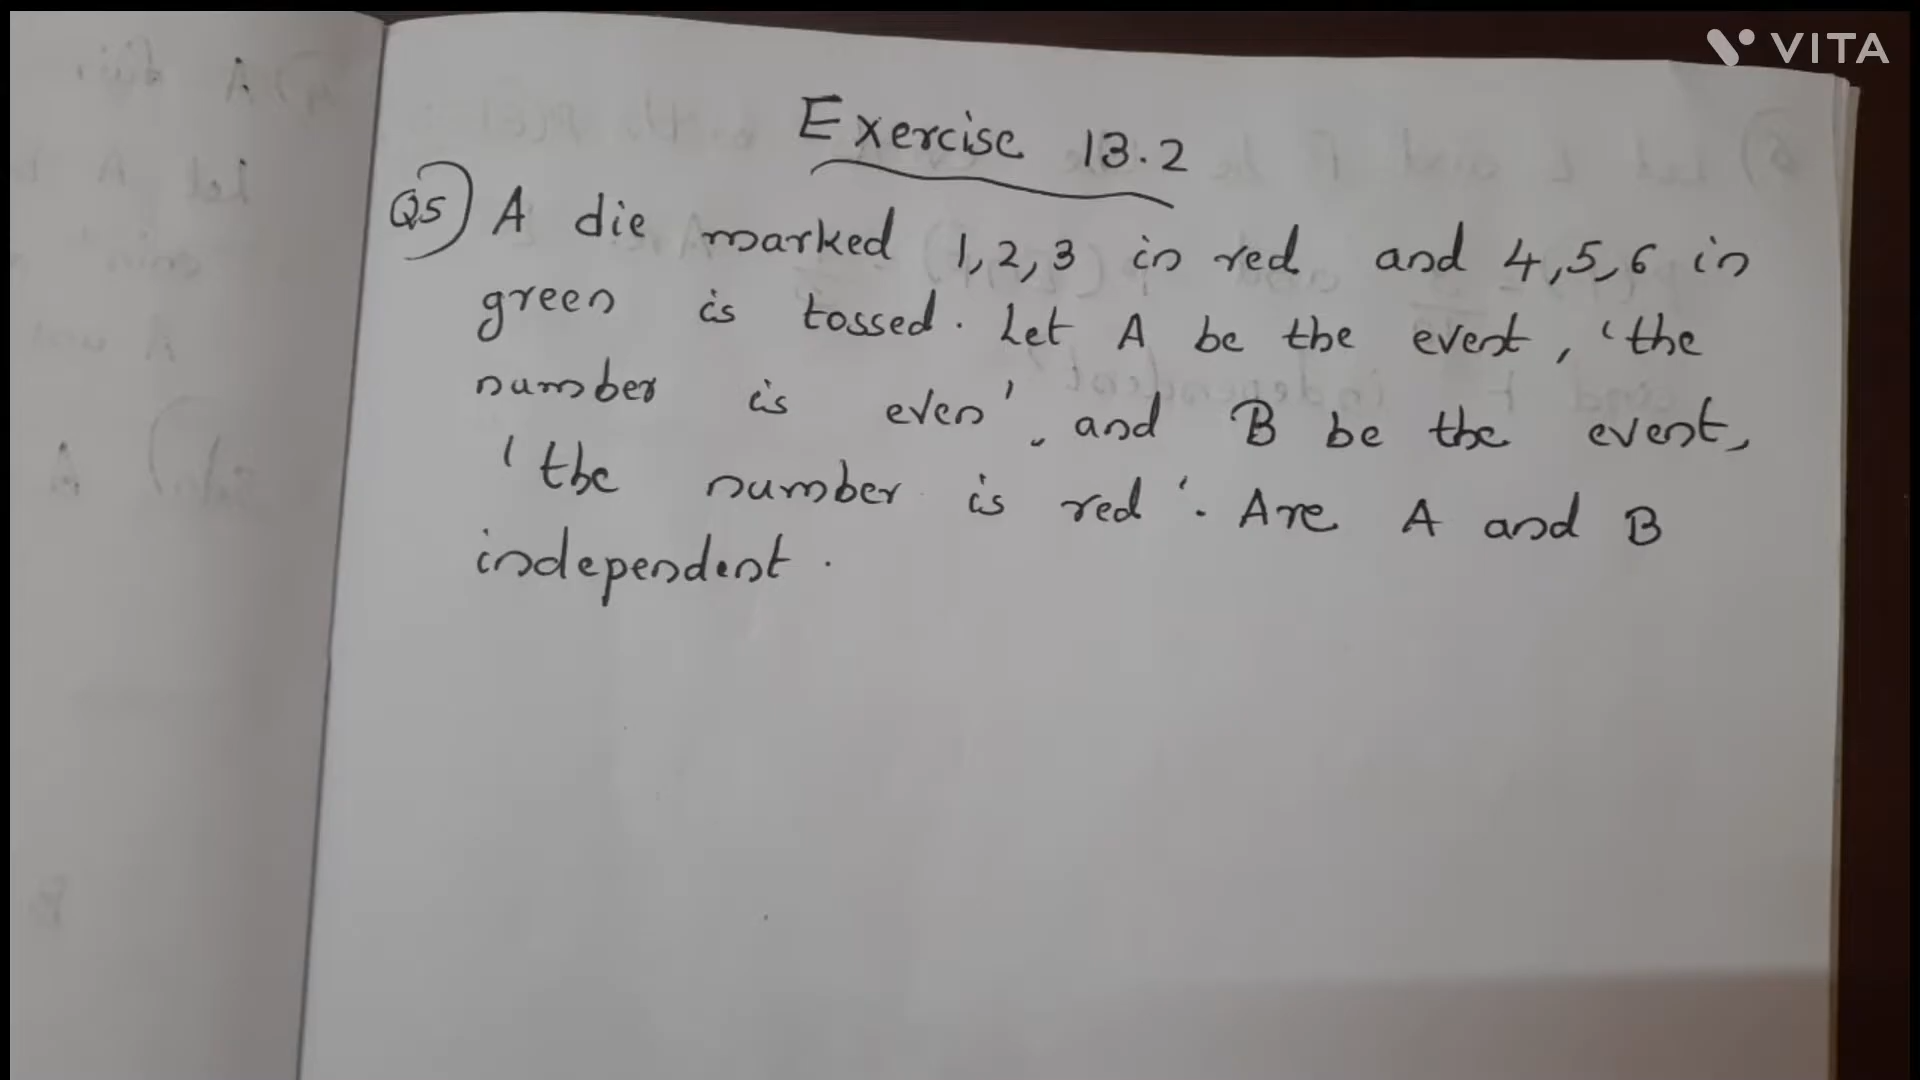 VITA
Exercise 13.2
Q5) A die marked 1,2,3 in red and 4,5,6 in
green is tossed. Let A be the event, 'the
number is even', and B be the event,
'the number is red'. Are A and B
independent.